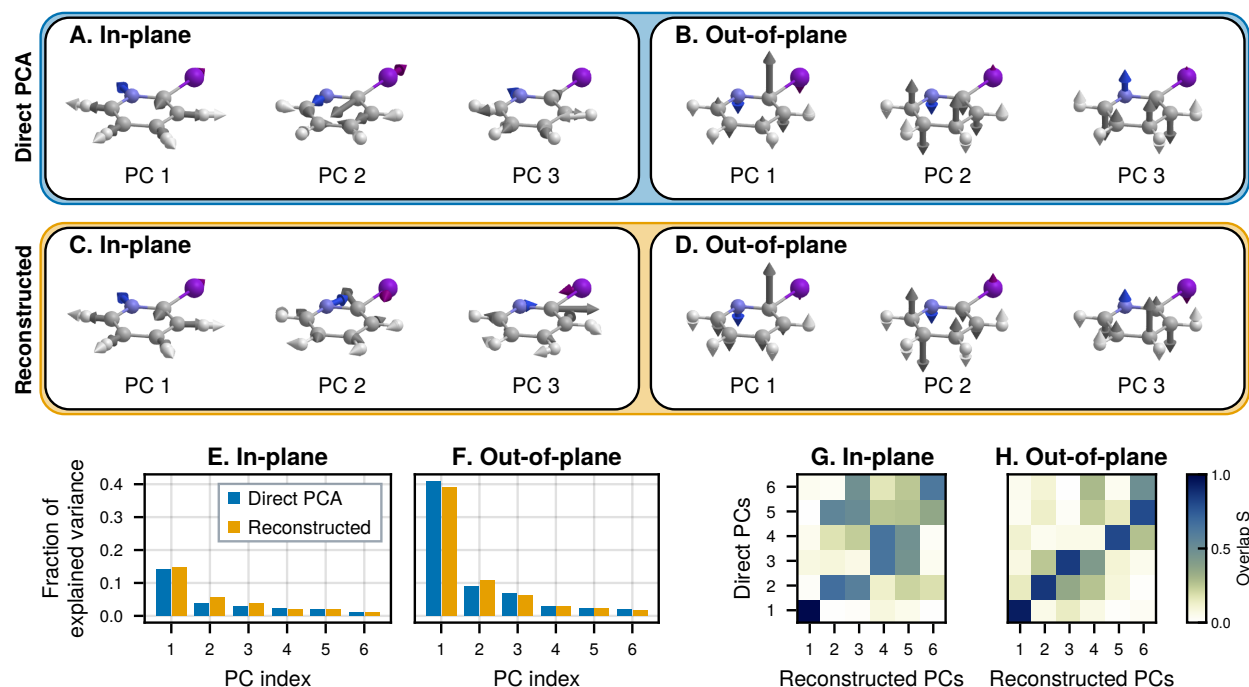 A. In-plane
B. Out-of-plane
Direct PCA
PC 1
PC 2
PC 3
PC 1
PC 2
PC 3
C. In-plane
D. Out-of-plane
Reconstructed
PC 1
PC 2
PC 3
PC 1
PC 2
PC 3
E. In-plane
Fraction of
explained variance
0.4
0.3
0.2
0.1
0.0
Direct PCA
Reconstructed
1 2 3 4 5 6
PC index
F. Out-of-plane
1 2 3 4 5 6
PC index
G. In-plane
Direct PCs
6
5
4
3
2
1
1 2 3 4 5 6
Reconstructed PCs
H. Out-of-plane
1 2 3 4 5 6
Reconstructed PCs
1.0
0.5
0.0
Overlap S